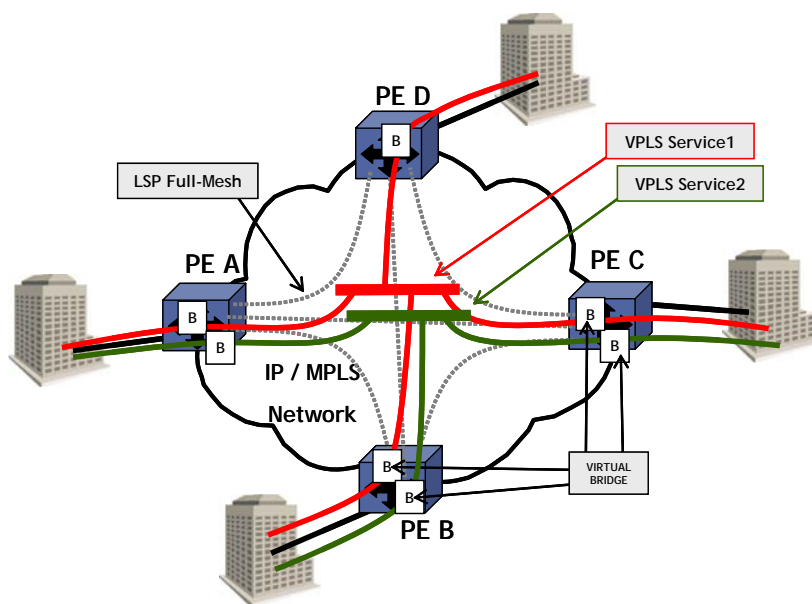 PE D
B
VPLS Service1
LSP Full-Mesh
VPLS Service2
PE A
PE C
B
B
B
B
IP / MPLS
Network
B
VIRTUAL
BRIDGE
B
PE B